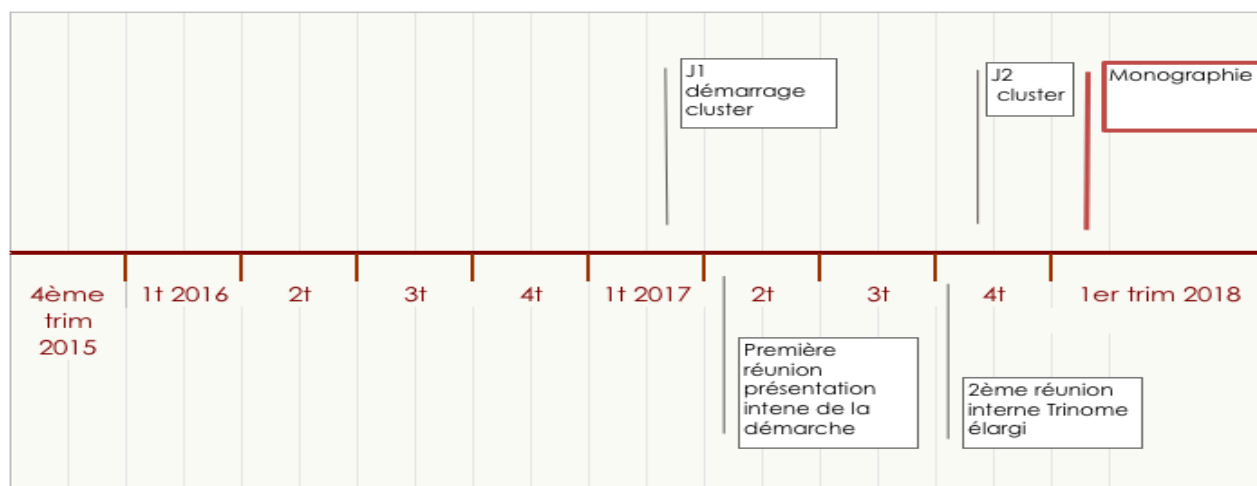 J1
démarrage
cluster
J2
cluster
Monographie
4ème
trim
2015
1t 2016
2t
3t
4t
1t 2017
2t
3t
4t
1er trim 2018
Première
réunion
présentation
intene de la
démarche
2ème réunion
interne Trinome
élargi